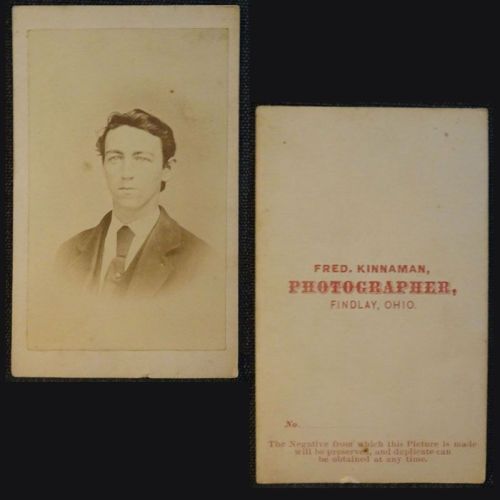 FRED. KINNAMAN,
PHOTOGRAPHER,
FINDLAY, OHIO.
No.
The Negative from which this Picture is made
will be preserved, and duplicate can
be obtained at any time.